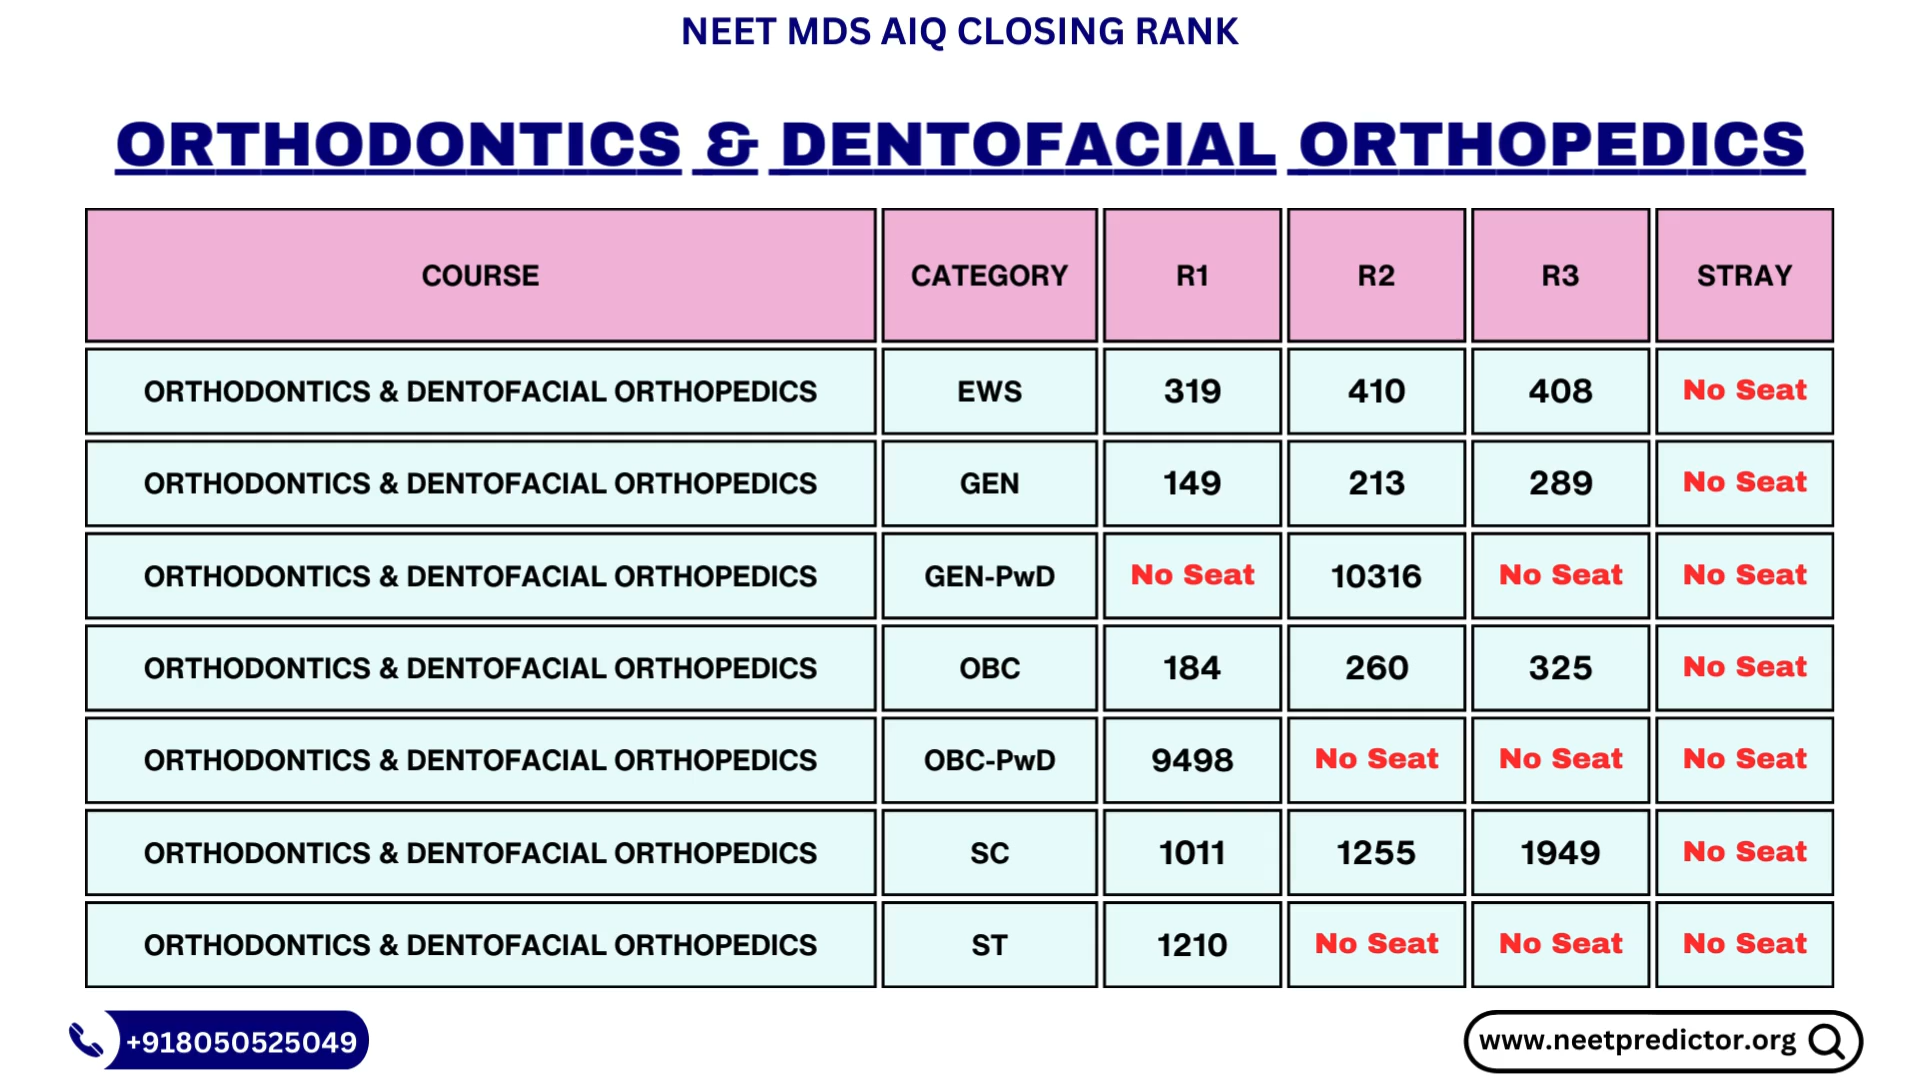 NEET MDS AIQ CLOSING RANK
ORTHODONTICS & DENTOFACIAL ORTHOPEDICS
COURSE CATEGORY R1 R2 R3 STRAY
ORTHODONTICS & DENTOFACIAL ORTHOPEDICS EWS 319 410 408 No Seat
ORTHODONTICS & DENTOFACIAL ORTHOPEDICS GEN 149 213 289 No Seat
ORTHODONTICS & DENTOFACIAL ORTHOPEDICS GEN-PwD No Seat 10316 No Seat No Seat
ORTHODONTICS & DENTOFACIAL ORTHOPEDICS OBC 184 260 325 No Seat
ORTHODONTICS & DENTOFACIAL ORTHOPEDICS OBC-PwD 9498 No Seat No Seat No Seat
ORTHODONTICS & DENTOFACIAL ORTHOPEDICS SC 1011 1255 1949 No Seat
ORTHODONTICS & DENTOFACIAL ORTHOPEDICS ST 1210 No Seat No Seat No Seat
+918050525049
www.neetpredictor.org